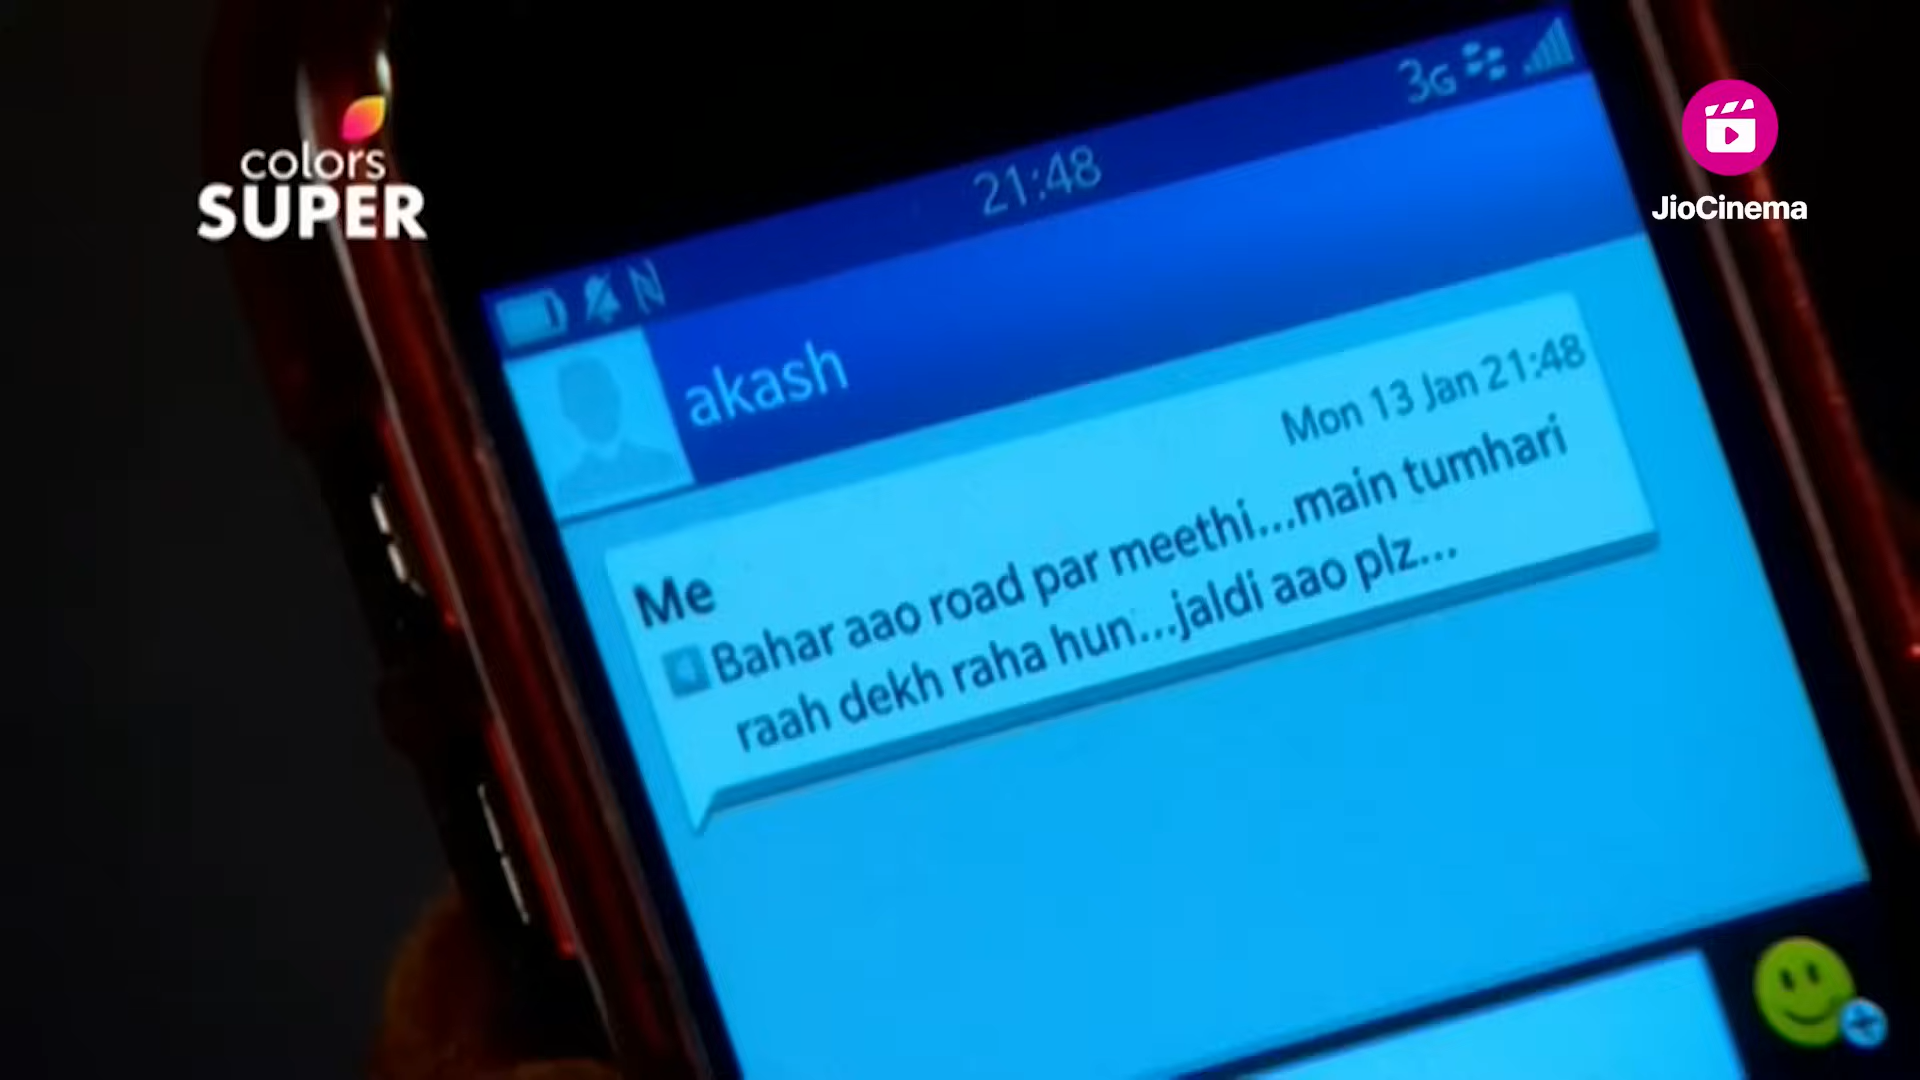 colors
SUPER
JioCinema
3G
21:48
N
akash
Mon 13 Jan 21:48
Me
Bahar aao road par meethi...main tumhari
raah dekh raha hun...jaldi aao plz...